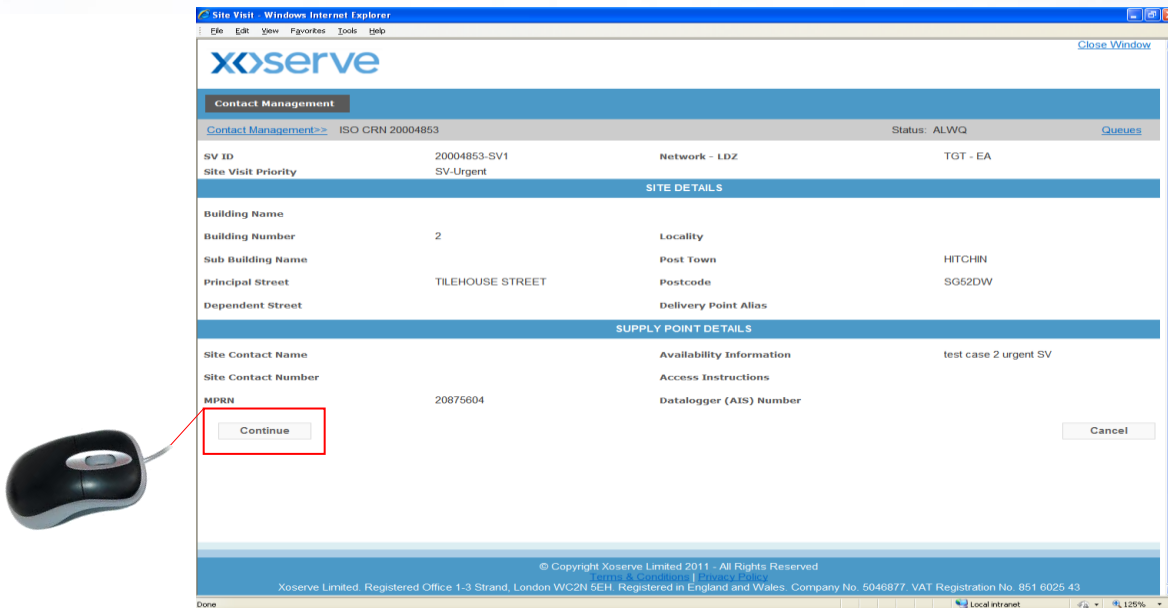 Site Visit - Windows Internet Explorer
File Edit View Favorites Tools Help
Close Window
xoserve
Contact Management
Contact Management>> ISO CRN 20004853 Status: ALWQ Queues
SV ID 20004853-SV1 Network - LDZ TGT - EA
Site Visit Priority SV-Urgent
SITE DETAILS
Building Name
Building Number 2 Locality
Sub Building Name Post Town HITCHIN
Principal Street TILEHOUSE STREET Postcode SG52DW
Dependent Street Delivery Point Alias
SUPPLY POINT DETAILS
Site Contact Name Availability Information test case 2 urgent SV
Site Contact Number Access Instructions
MPRN 20875604 Datalogger (AIS) Number
Continue Cancel
© Copyright Xoserve Limited 2011 - All Rights Reserved
Terms & Conditions | Privacy Policy
Xoserve Limited. Registered Office 1-3 Strand, London WC2N 5EH. Registered in England and Wales. Company No. 5046877. VAT Registration No. 851 6025 43
Done Local intranet 125%